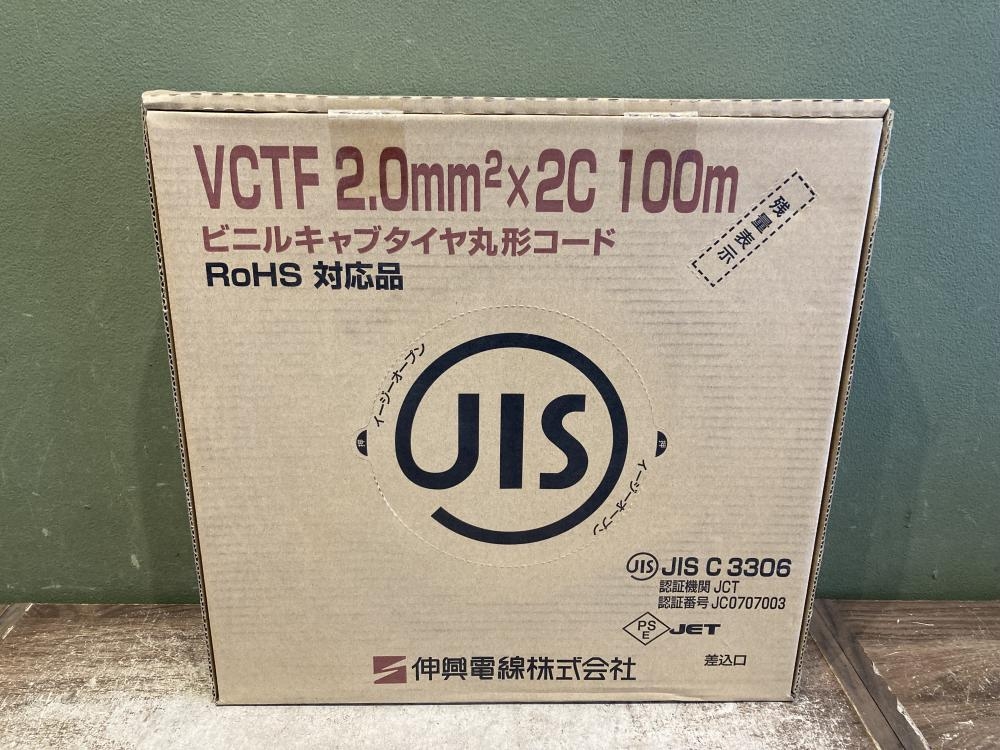 VCTF 2.0mm²×2C 100m
残量表示
ビニルキャブタイヤ丸形コード
RoHS 対応品
イージーオープン
JIS
押
押
イージーオープン
JIS JIS C 3306
認証機関 JCT
認証番号 JC0707003
PSE JET
伸興電線株式会社
差込口